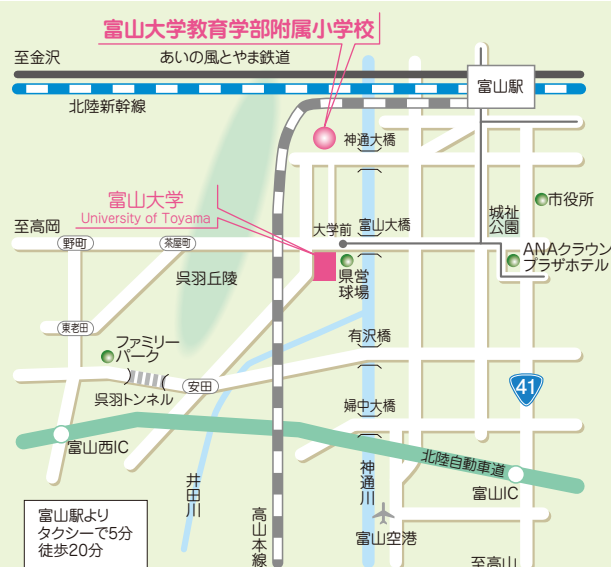 富山大学教育学部附属小学校
至金沢
あいの風とやま鉄道
富山駅
北陸新幹線
神通大橋
富山大学
University of Toyama
市役所
城祉
公園
至高岡
大学前
富山大橋
野町
茶屋町
ANAクラウン
プラザホテル
呉羽丘陵
県営
球場
東老田
ファミリー
パーク
有沢橋
安田
41
呉羽トンネル
婦中大橋
富山西IC
北陸自動車道
井田川
神通川
富山IC
高山本線
富山駅より
タクシーで5分
徒歩20分
富山空港
至高山